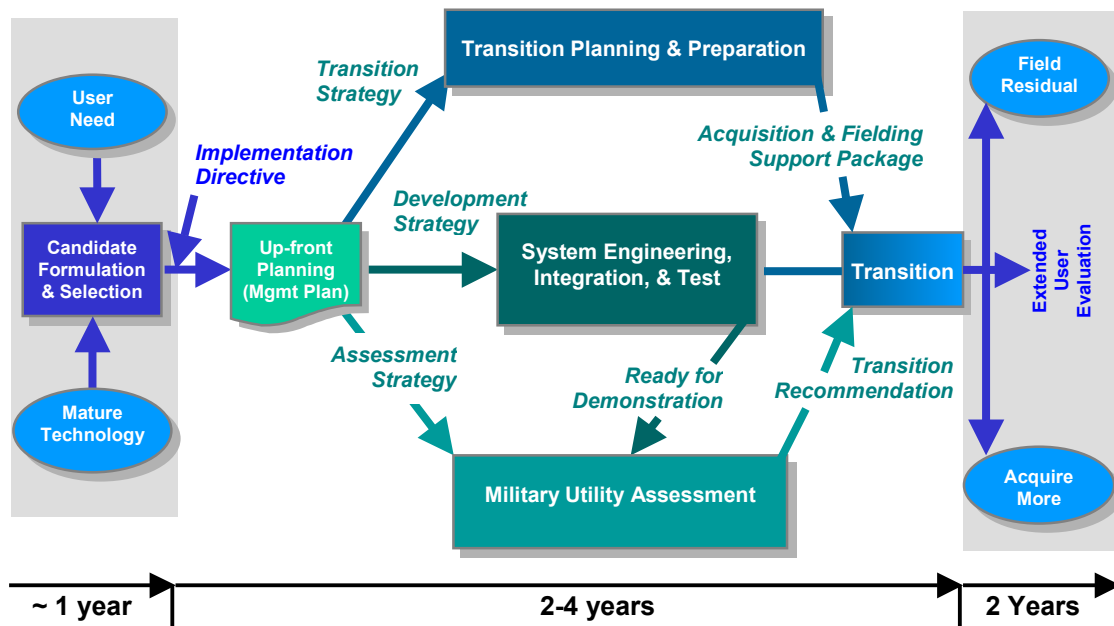 User
Need
Implementation
Directive
Candidate
Formulation
& Selection
Mature
Technology
Up-front
Planning
(Mgmt Plan)
Transition
Strategy
Transition Planning & Preparation
Development
Strategy
System Engineering,
Integration, & Test
Assessment
Strategy
Ready for
Demonstration
Military Utility Assessment
Acquisition & Fielding
Support Package
Transition
Transition
Recommendation
Field
Residual
Extended
User
Evaluation
Acquire
More
~ 1 year
2-4 years
2 Years